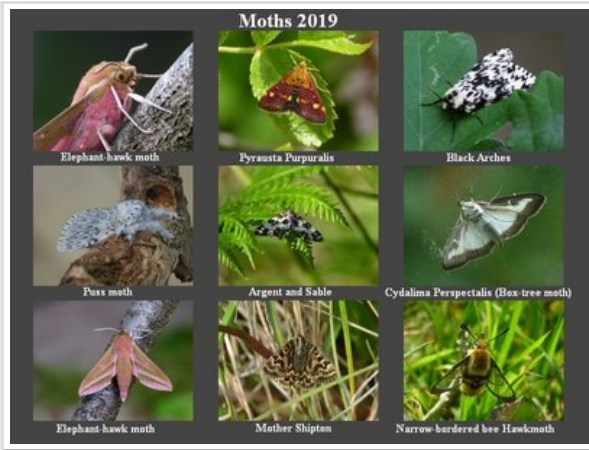 Moths 2019
Elephant-hawk moth
Pyrausta Purpuralis
Black Arches
Puss moth
Argent and Sable
Cydalima Perspectalis (Box-tree moth)
Elephant-hawk moth
Mother Shipton
Narrow-bordered bee Hawkmoth